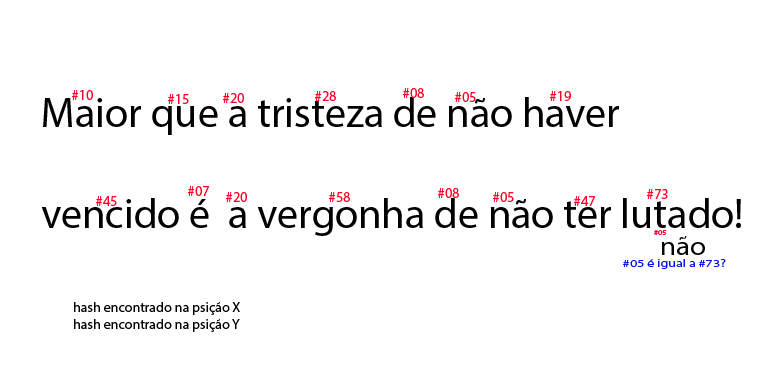 #10 #15 #20 #28 #08 #05 #19
Maior que a tristeza de não haver
#45 #07 #20 #58 #08 #05 #47 #73
vencido é a vergonha de não ter lutado!
#05
não
#05 é igual a #73?
hash encontrado na psição X
hash encontrado na psição Y